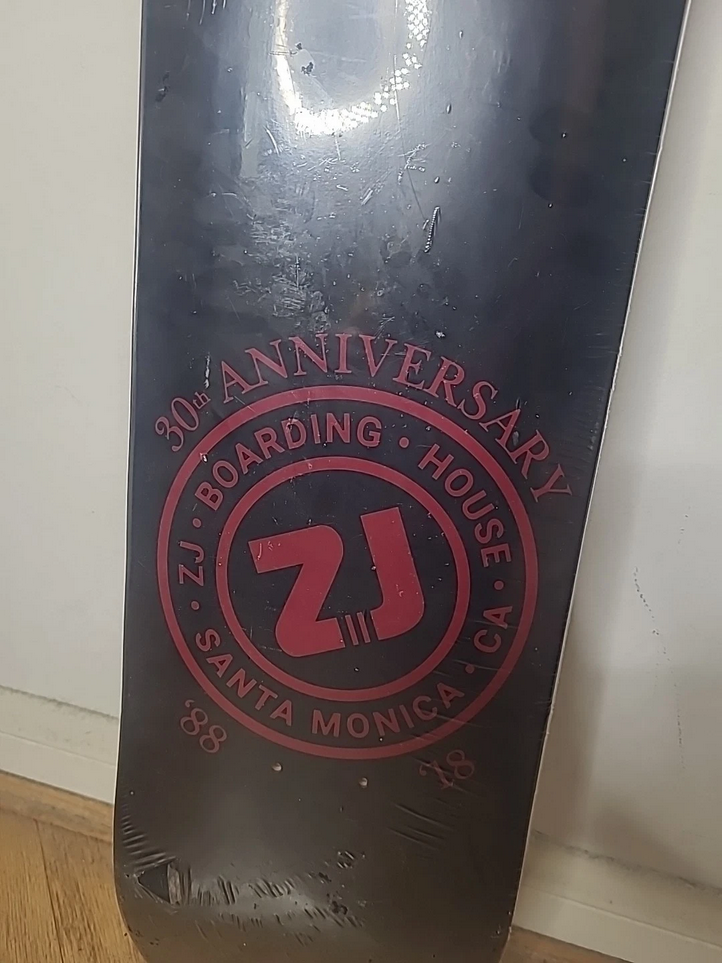 30th ANNIVERSARY
ZJ • BOARDING • HOUSE •
• SANTA MONICA • CA
ZJ
'88
'18